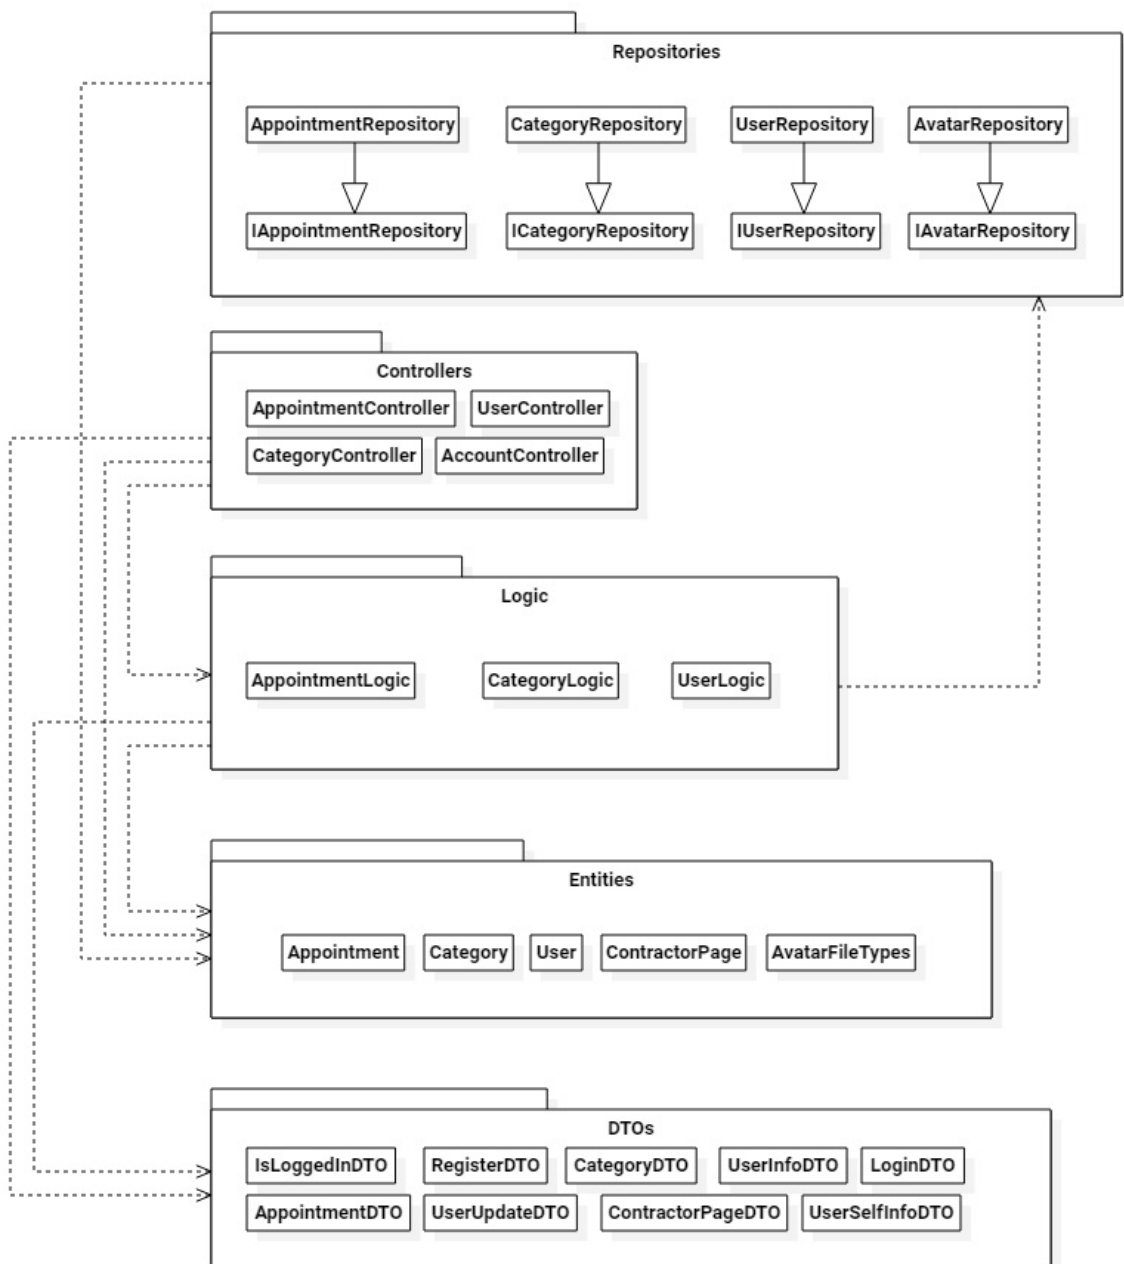 Repositories
AppointmentRepository CategoryRepository UserRepository AvatarRepository
IAppointmentRepository ICategoryRepository IUserRepository IAvatarRepository
Controllers
AppointmentController UserController
CategoryController AccountController
Logic
AppointmentLogic CategoryLogic UserLogic
Entities
Appointment Category User ContractorPage AvatarFileTypes
DTOs
IsLoggedInDTO RegisterDTO CategoryDTO UserInfoDTO LoginDTO
AppointmentDTO UserUpdateDTO ContractorPageDTO UserSelfInfoDTO